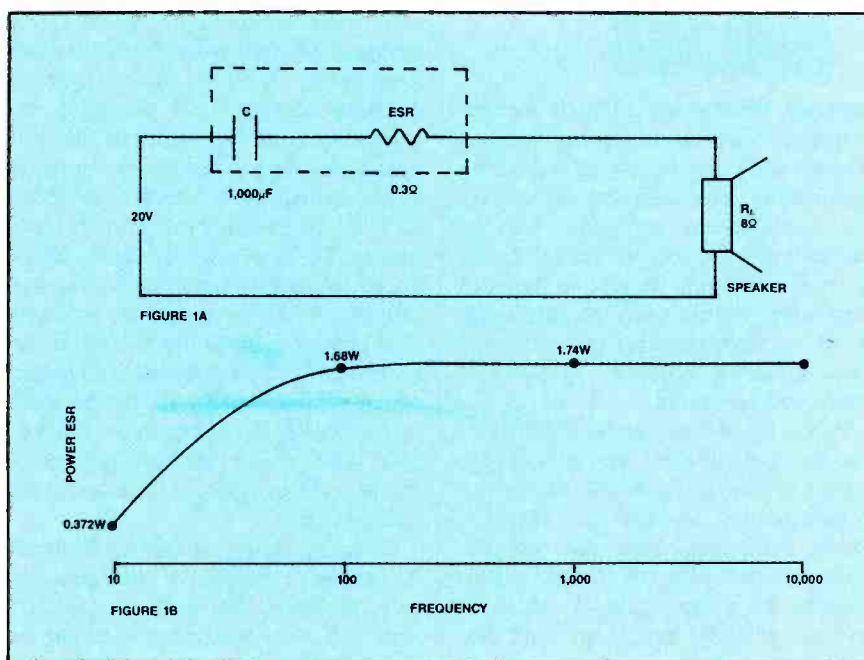 C
ESR
1,000μF
0.3Ω
20V
RL
8Ω
SPEAKER
FIGURE 1A
1.68W
1.74W
POWER ESR
0.372W
10
100
1,000
10,000
FIGURE 1B
FREQUENCY